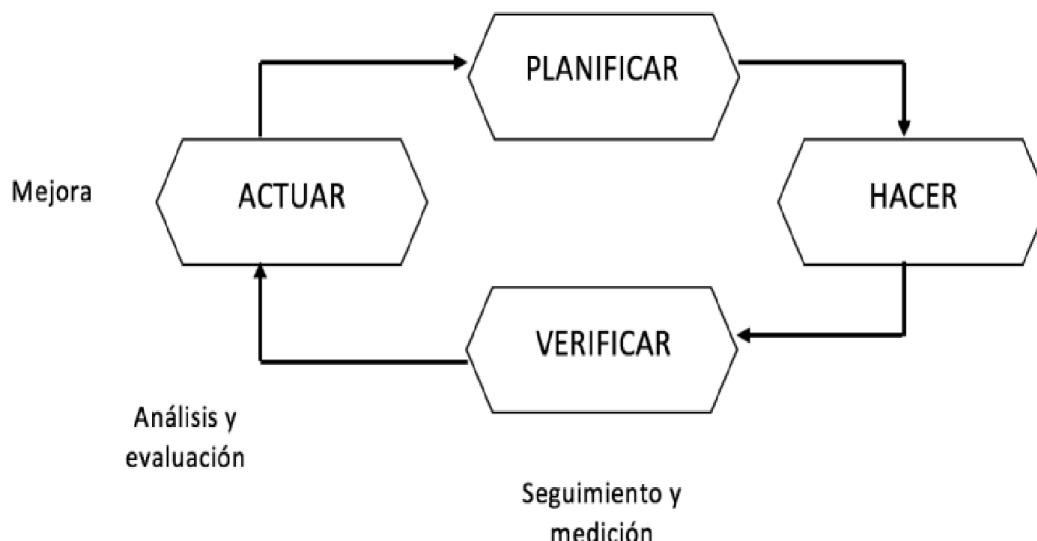 PLANIFICAR
Mejora
ACTUAR
HACER
VERIFICAR
Análisis y
evaluación
Seguimiento y
medición